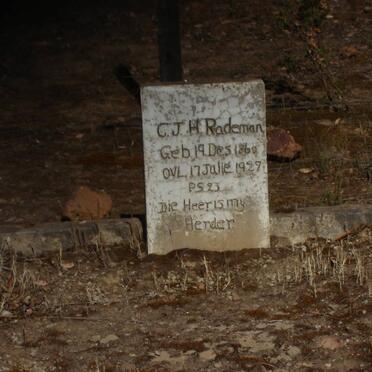 C.J.H. Rademan
Geb 19 Des 1860
OVL. 17 Julie 1927
PS 23
Die Heer is my
Herder